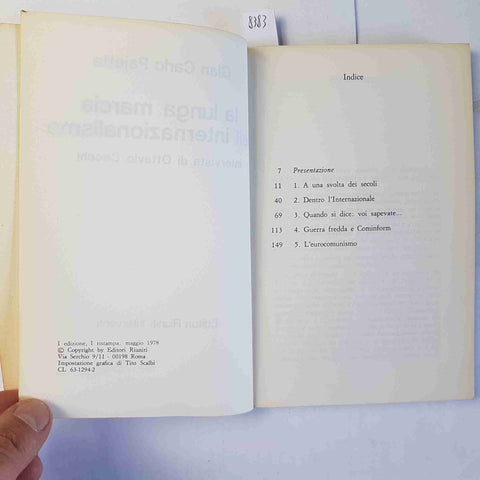 8383
Gian Carlo Pajetta
la lunga marcia
dell'internazionalismo
intervista di Ottavio Cecchi
Editori Riuniti Interventi
I edizione, I ristampa: maggio 1978
© Copyright by Editori Riuniti
Via Serchio 9/11 - 00198 Roma
Impostazione grafica di Tito Scalbi
CL 63-1294-2
Indice
7 Presentazione
11 1. A una svolta dei secoli
40 2. Dentro l'Internazionale
69 3. Quando si dice: voi sapevate...
113 4. Guerra fredda e Cominform
149 5. L'eurocomunismo